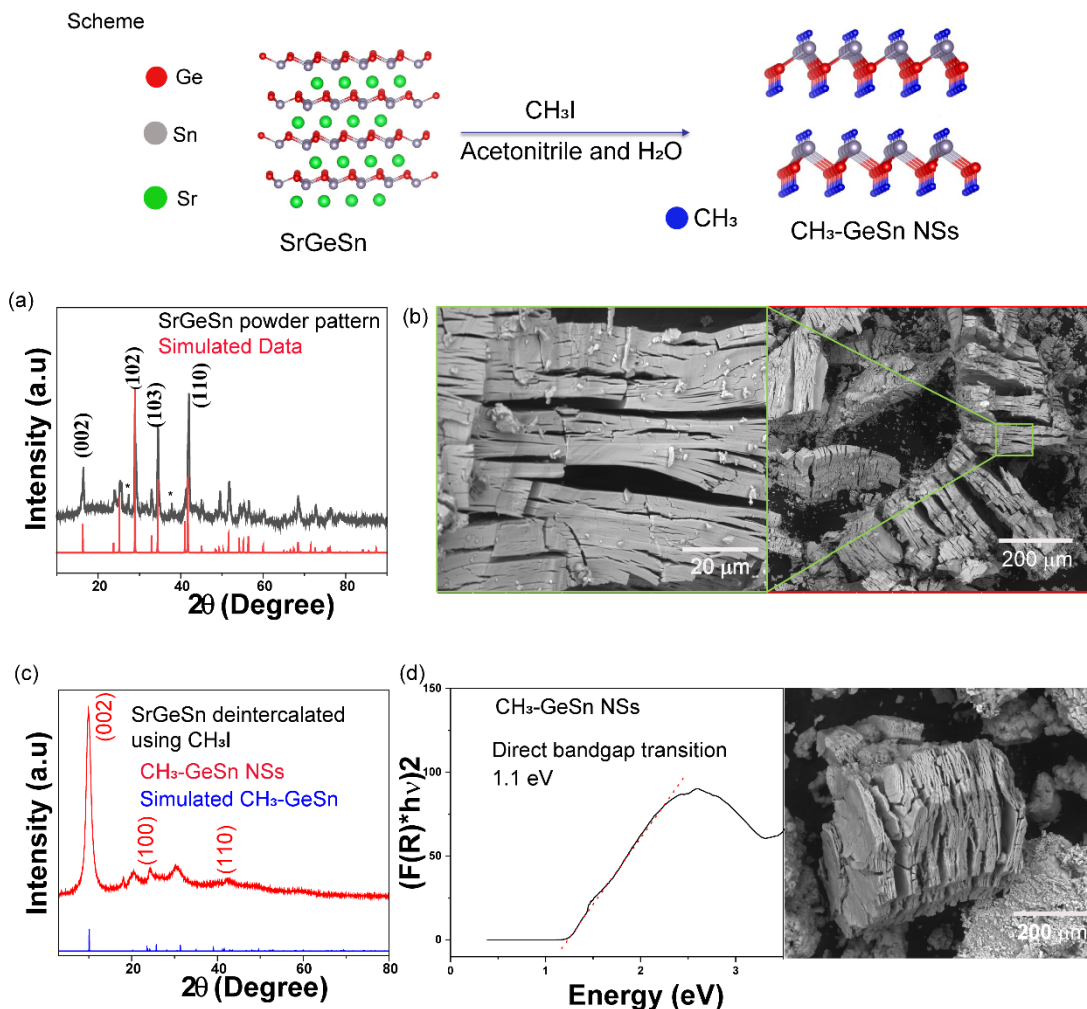 Scheme
Ge
Sn
Sr
SrGeSn
CH₃I
Acetonitrile and H₂O
CH₃
CH₃-GeSn NSs
(a)
SrGeSn powder pattern
Simulated Data
(002)
*
(102)
(103)
*
(110)
Intensity (a.u)
20
40
60
80
2θ (Degree)
(b)
20 μm
200 μm
(c)
(002)
SrGeSn deintercalated
using CH₃I
CH₃-GeSn NSs
Simulated CH₃-GeSn
(100)
(110)
Intensity (a.u)
20
40
60
80
2θ (Degree)
(d)
CH₃-GeSn NSs
Direct bandgap transition
1.1 eV
(F(R)*hν)2
150
100
50
0
0
1
2
3
Energy (eV)
200 μm